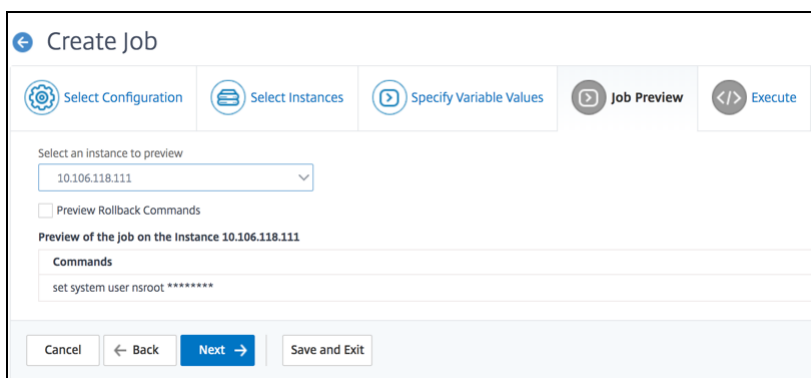 Create Job
Select Configuration
Select Instances
Specify Variable Values
Job Preview
</> Execute
Select an instance to preview
10.106.118.111
Preview Rollback Commands
Preview of the job on the Instance 10.106.118.111
Commands
set system user nsroot ********
Cancel
← Back
Next →
Save and Exit